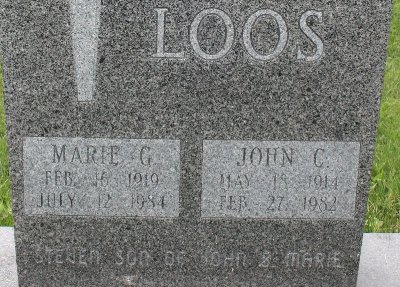 LOOS
MARIE G.
FEB. 16 1919
JULY 12 1984
JOHN C.
MAY 18 1914
FEB. 27 1982
STEVEN SON OF JOHN & MARIE